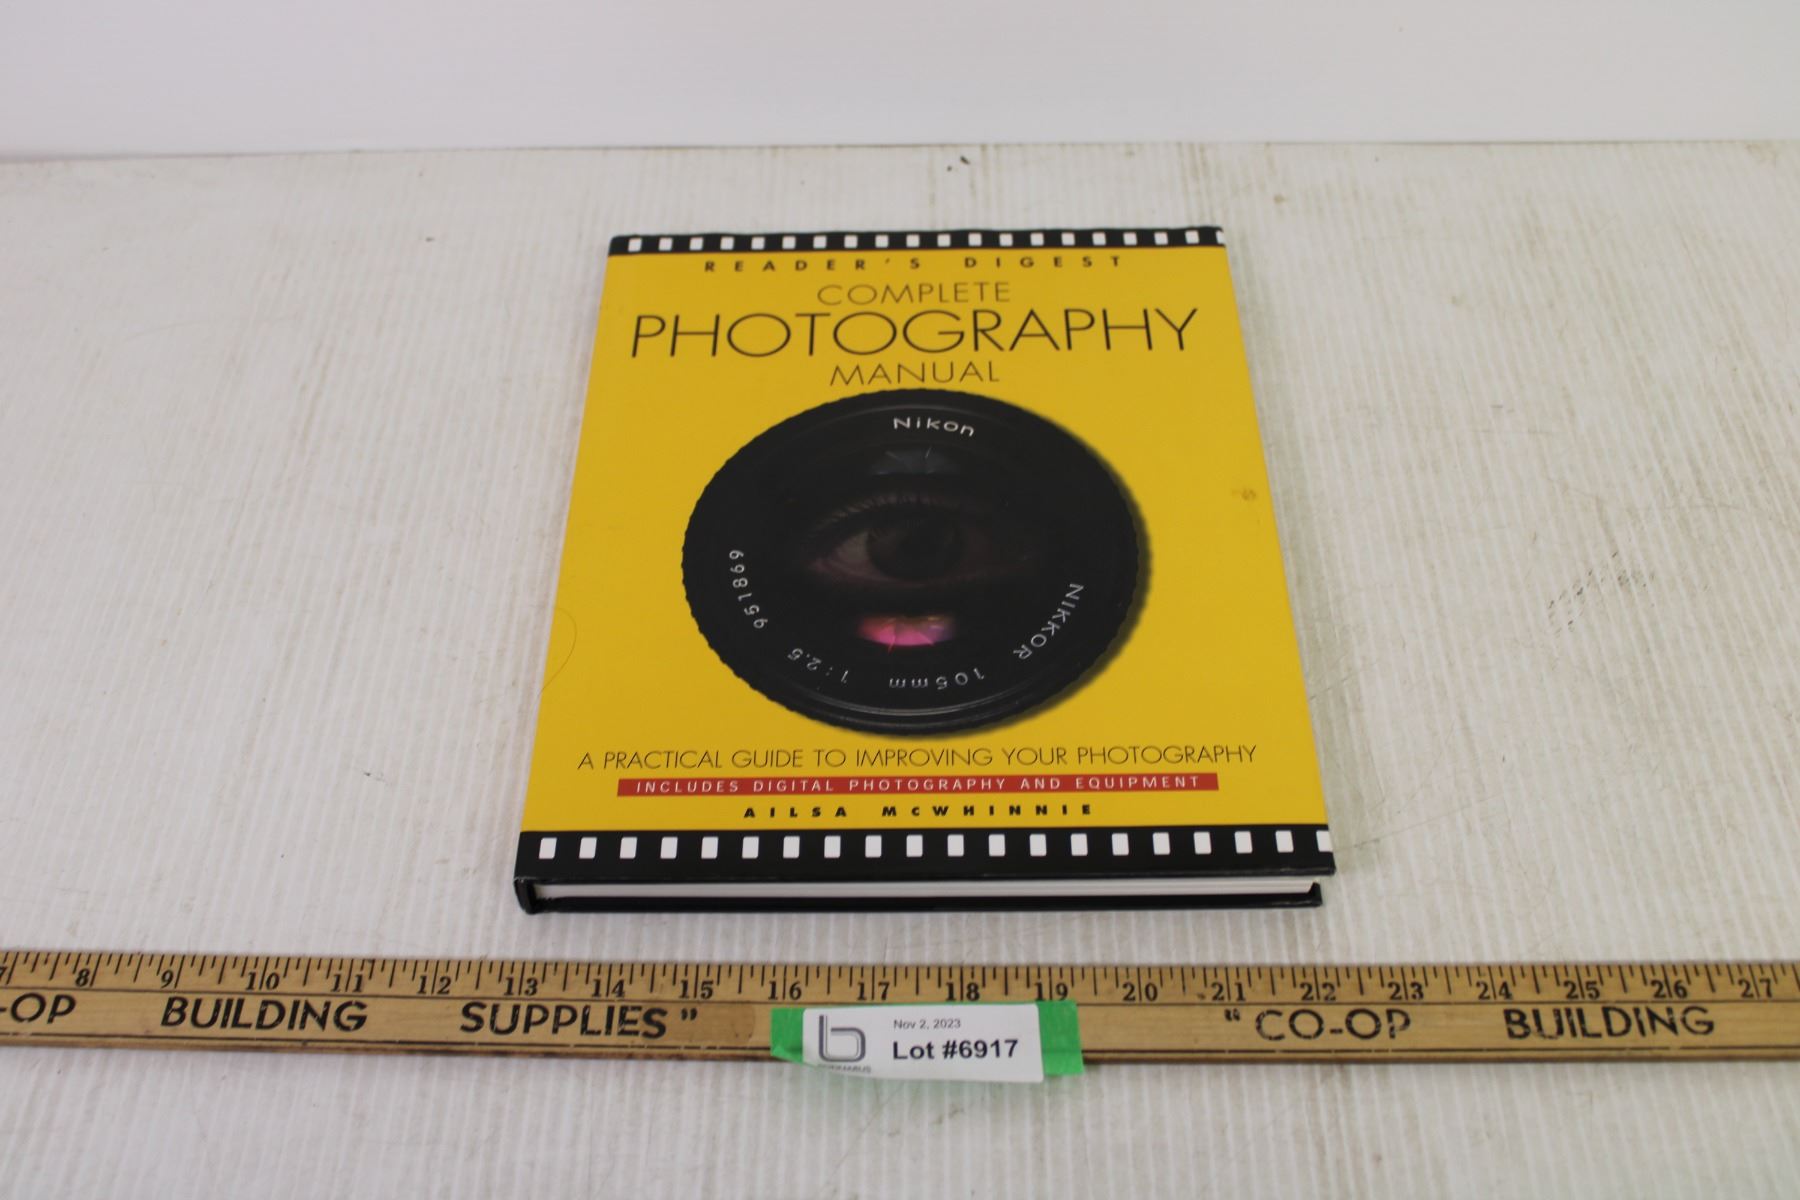 READER'S DIGEST
COMPLETE
PHOTOGRAPHY
MANUAL
Nikon
NIKKOR 105mm 1:2.5 951869
A PRACTICAL GUIDE TO IMPROVING YOUR PHOTOGRAPHY
INCLUDES DIGITAL PHOTOGRAPHY AND EQUIPMENT
AILSA McWHINNIE
7 8 9 10 11 12 13 14 15 16 17 18 19 20 21 22 23 24 25 26 27
-OP BUILDING SUPPLIES" "CO-OP BUILDING
Nov 2, 2023
Lot #6917